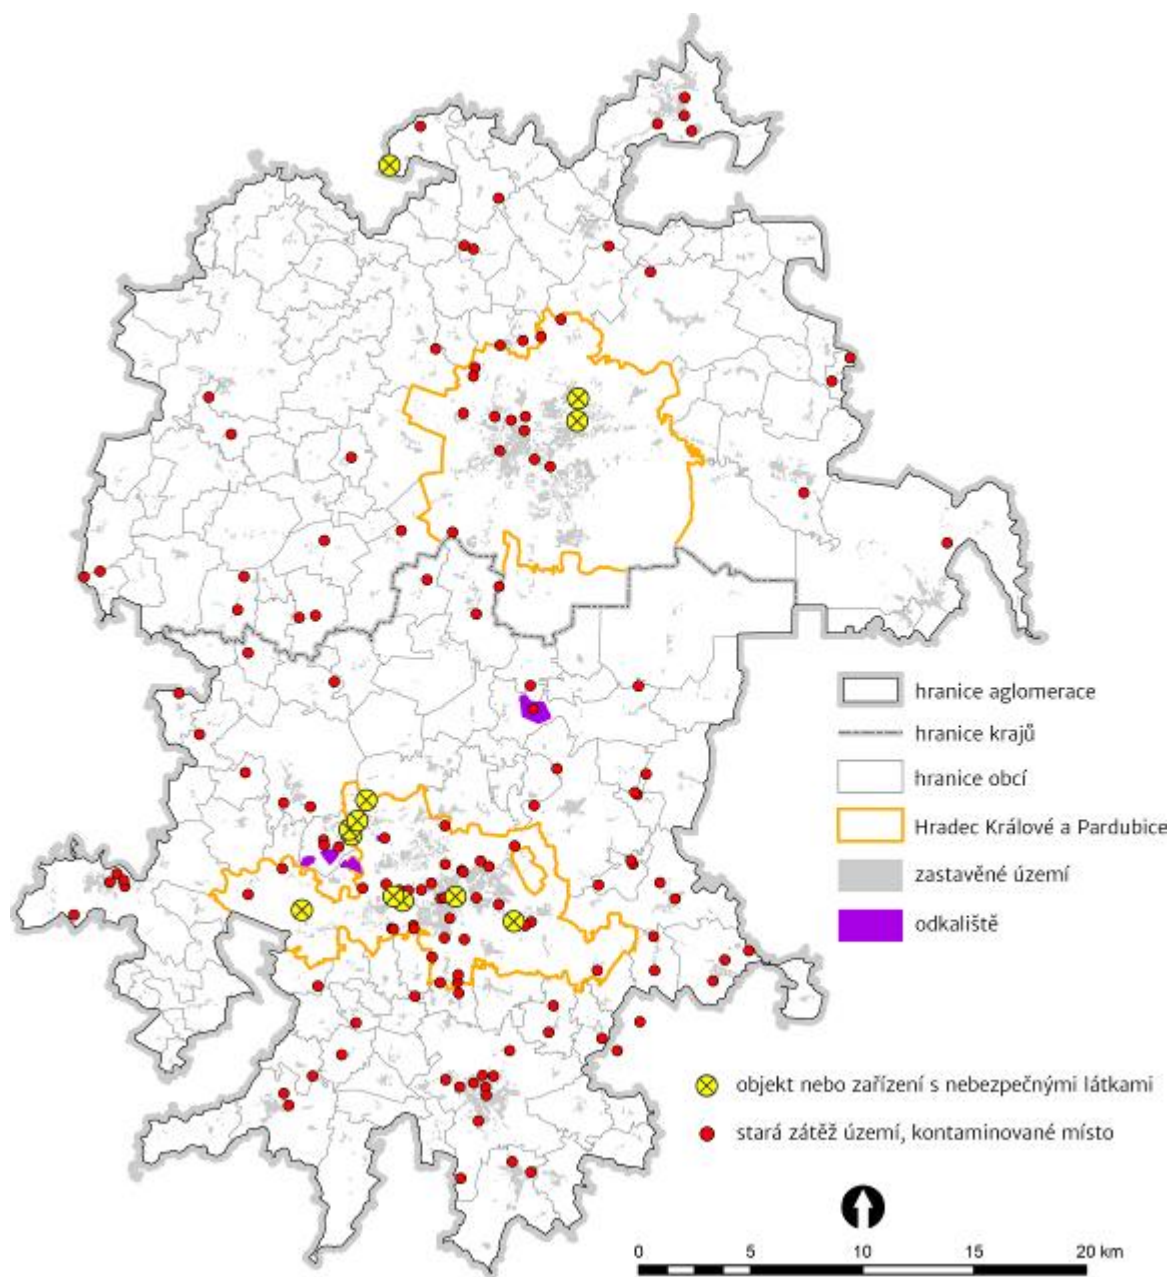 hranice aglomerace
hranice krajů
hranice obcí
Hradec Králové a Pardubice
zastavěné území
odkaliště
objekt nebo zařízení s nebezpečnými látkami
stará zátěž území, kontaminované místo
0 5 10 15 20 km